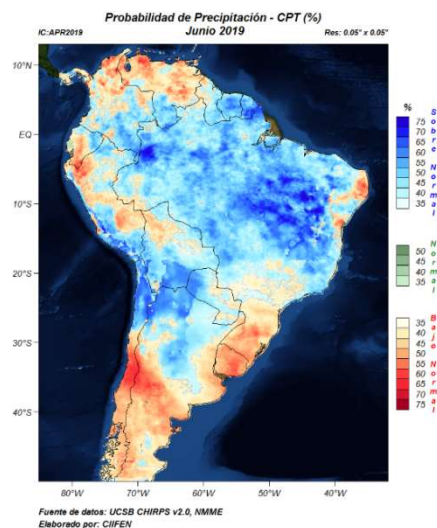 Probabilidad de Precipitación - CPT (%)
IC:APR2019 Junio 2019 Res: 0.05° x 0.05°
10°N
EQ
10°S
20°S
30°S
40°S
80°W 70°W 60°W 50°W 40°W
%
75
70
65
60
55
50
45
40
35
Sobre Normal
50
45
40
35
Normal
35
40
45
50
55
60
65
70
75
Bajo Normal
Fuente de datos: UCSB CHIRPS v2.0, NMME
Elaborado por: CIIFEN